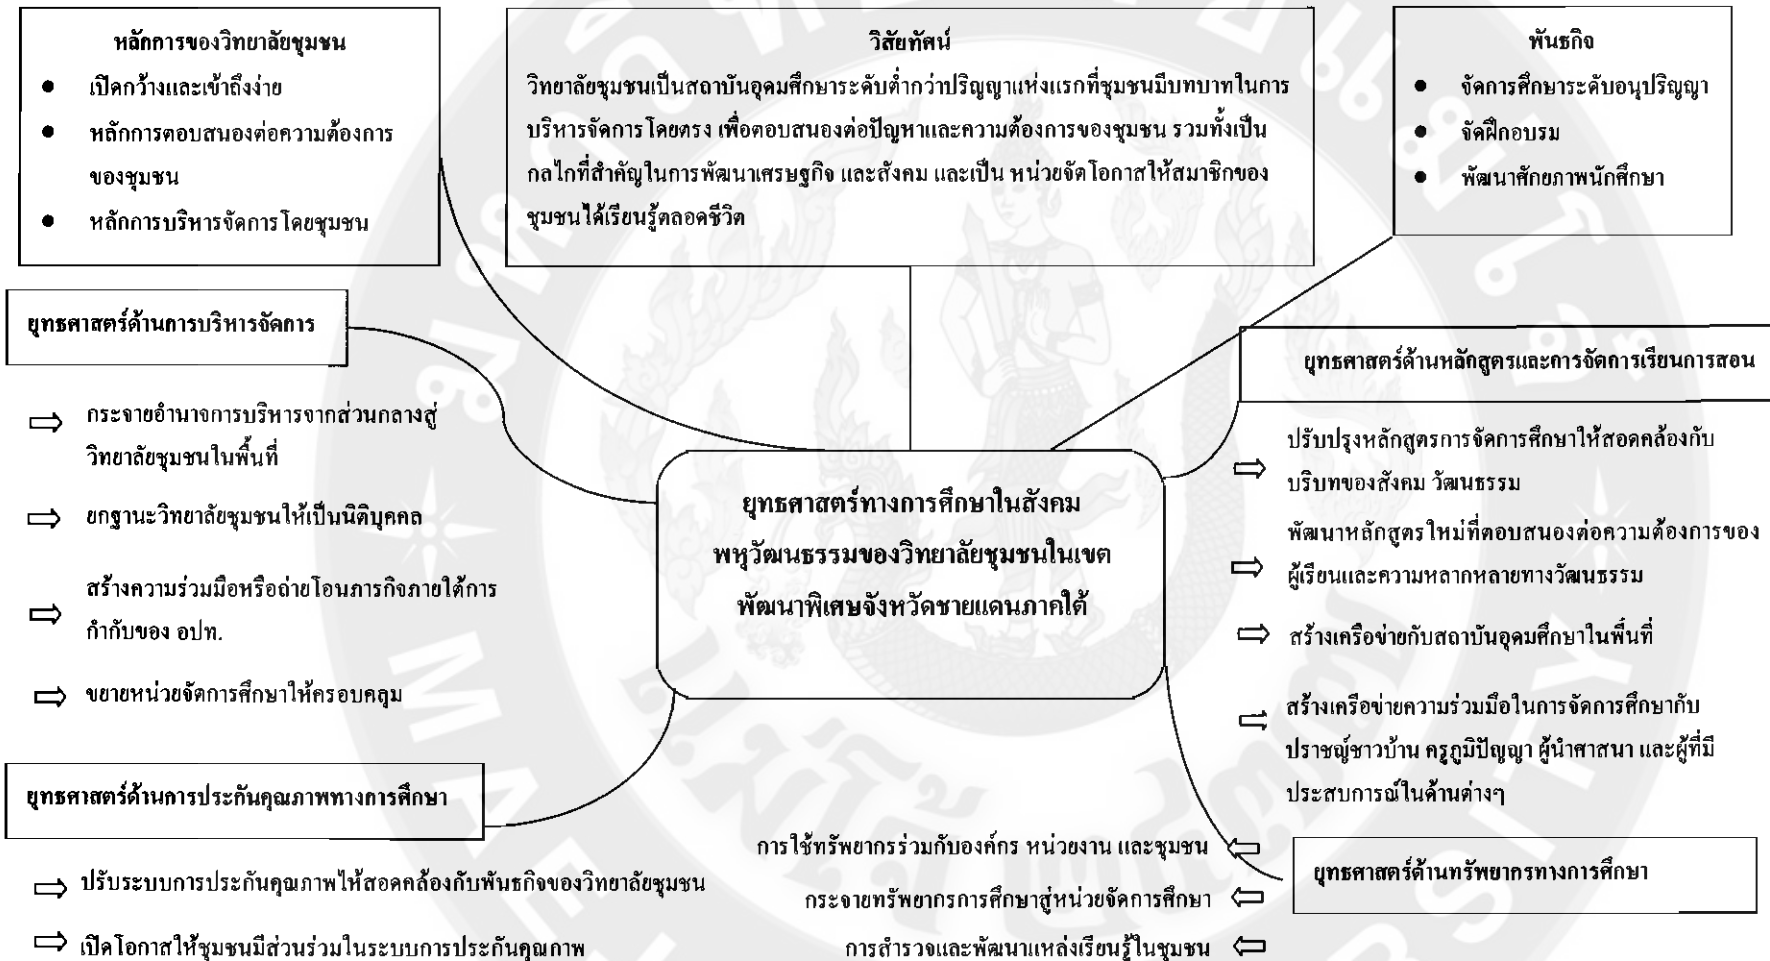 หลักการของวิทยาลัยชุมชน
● เปิดกว้างและเข้าถึงง่าย
● หลักการตอบสนองต่อความต้องการ
ของชุมชน
● หลักการบริหารจัดการโดยชุมชน
วิสัยทัศน์
วิทยาลัยชุมชนเป็นสถาบันอุดมศึกษาระดับต่ำกว่าปริญญาแห่งแรกที่ชุมชนมีบทบาทในการ
บริหารจัดการโดยตรง เพื่อตอบสนองต่อปัญหาและความต้องการของชุมชน รวมทั้งเป็น
กลไกที่สำคัญในการพัฒนาเศรษฐกิจ และสังคม และเป็น หน่วยจัดโอกาสให้สมาชิกของ
ชุมชนได้เรียนรู้ตลอดชีวิต
พันธกิจ
● จัดการศึกษาระดับอนุปริญญา
● จัดฝึกอบรม
● พัฒนาศักยภาพนักศึกษา
ยุทธศาสตร์ด้านการบริหารจัดการ
⇨ กระจายอำนาจการบริหารจากส่วนกลางสู่
วิทยาลัยชุมชนในพื้นที่
⇨ ยกฐานะวิทยาลัยชุมชนให้เป็นนิติบุคคล
⇨ สร้างความร่วมมือหรือถ่ายโอนภารกิจภายใต้การ
กำกับของ อปท.
⇨ ขยายหน่วยจัดการศึกษาให้ครอบคลุม
ยุทธศาสตร์ทางการศึกษาในสังคม
พหุวัฒนธรรมของวิทยาลัยชุมชนในเขต
พัฒนาพิเศษจังหวัดชายแดนภาคใต้
ยุทธศาสตร์ด้านหลักสูตรและการจัดการเรียนการสอน
⇨ ปรับปรุงหลักสูตรการจัดการศึกษาให้สอดคล้องกับ
บริบทของสังคม วัฒนธรรม
⇨ พัฒนาหลักสูตรใหม่ที่ตอบสนองต่อความต้องการของ
ผู้เรียนและความหลากหลายทางวัฒนธรรม
⇨ สร้างเครือข่ายกับสถาบันอุดมศึกษาในพื้นที่
⇨ สร้างเครือข่ายความร่วมมือในการจัดการศึกษากับ
ปราชญ์ชาวบ้าน ครูภูมิปัญญา ผู้นำศาสนา และผู้ที่มี
ประสบการณ์ในด้านต่างๆ
ยุทธศาสตร์ด้านการประกันคุณภาพทางการศึกษา
⇨ ปรับระบบการประกันคุณภาพให้สอดคล้องกับพันธกิจของวิทยาลัยชุมชน
⇨ เปิดโอกาสให้ชุมชนมีส่วนร่วมในระบบการประกันคุณภาพ
ยุทธศาสตร์ด้านทรัพยากรทางการศึกษา
การใช้ทรัพยากรร่วมกับองค์กร หน่วยงาน และชุมชน ⇦
กระจายทรัพยากรการศึกษาสู่หน่วยจัดการศึกษา ⇦
การสำรวจและพัฒนาแหล่งเรียนรู้ในชุมชน ⇦